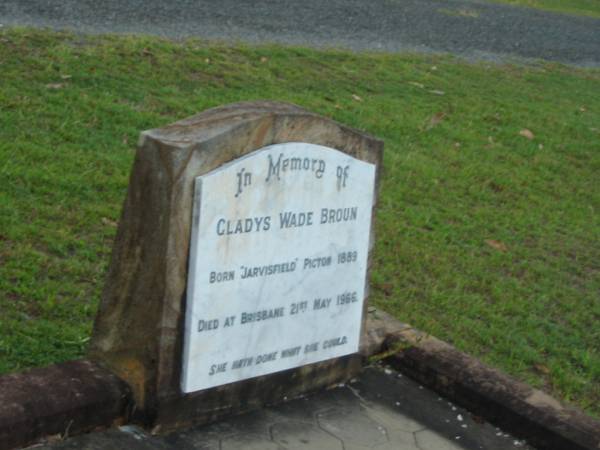 In Memory of
GLADYS WADE BROUN
BORN "JARVISFIELD" PICTON 1889
DIED AT BRISBANE 21ST MAY 1966.
SHE HATH DONE WHAT SHE COULD.